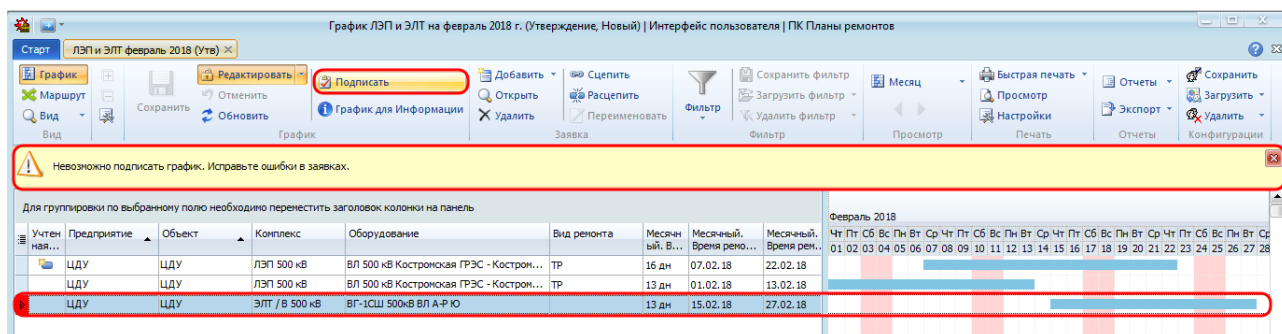 График ЛЭП и ЭЛТ на февраль 2018 г. (Утверждение, Новый) | Интерфейс пользователя | ПК Планы ремонтов
Старт ЛЭП и ЭЛТ февраль 2018 (Утв)
График Редактировать Подписать Добавить Сцепить Сохранить фильтр Месяц Быстрая печать Отчеты Сохранить
Маршрут Отменить Открыть Расцепить Загрузить фильтр Просмотр Загрузить
Вид Сохранить Обновить График для Информации Удалить Переименовать Фильтр Удалить фильтр Настройки Экспорт Удалить
Вид График Заявка Фильтр Просмотр Печать Отчеты Конфигурации
Невозможно подписать график. Исправьте ошибки в заявках.
Для группировки по выбранному полю необходимо переместить заголовок колонки на панель
Февраль 2018
Учтен Предприятие Объект Комплекс Оборудование Вид ремонта Месячн Месячный. Месячный. Чт Пт Сб Вс Пн Вт Ср Чт Пт Сб Вс Пн Вт Ср Чт Пт Сб Вс Пн Вт Ср Чт Пт Сб Вс Пн Вт Ср
ная... ый. В... Время ремо... Время рем... 01 02 03 04 05 06 07 08 09 10 11 12 13 14 15 16 17 18 19 20 21 22 23 24 25 26 27 28
ЦДУ ЦДУ ЛЭП 500 кВ ВЛ 500 кВ Костромская ГРЭС - Костром... ТР 16 дн 07.02.18 22.02.18
ЦДУ ЦДУ ЛЭП 500 кВ ВЛ 500 кВ Костромская ГРЭС - Костром... ТР 13 дн 01.02.18 13.02.18
ЦДУ ЦДУ ЭЛТ / В 500 кВ ВГ-1СШ 500кВ ВЛ А-Р Ю 13 дн 15.02.18 27.02.18